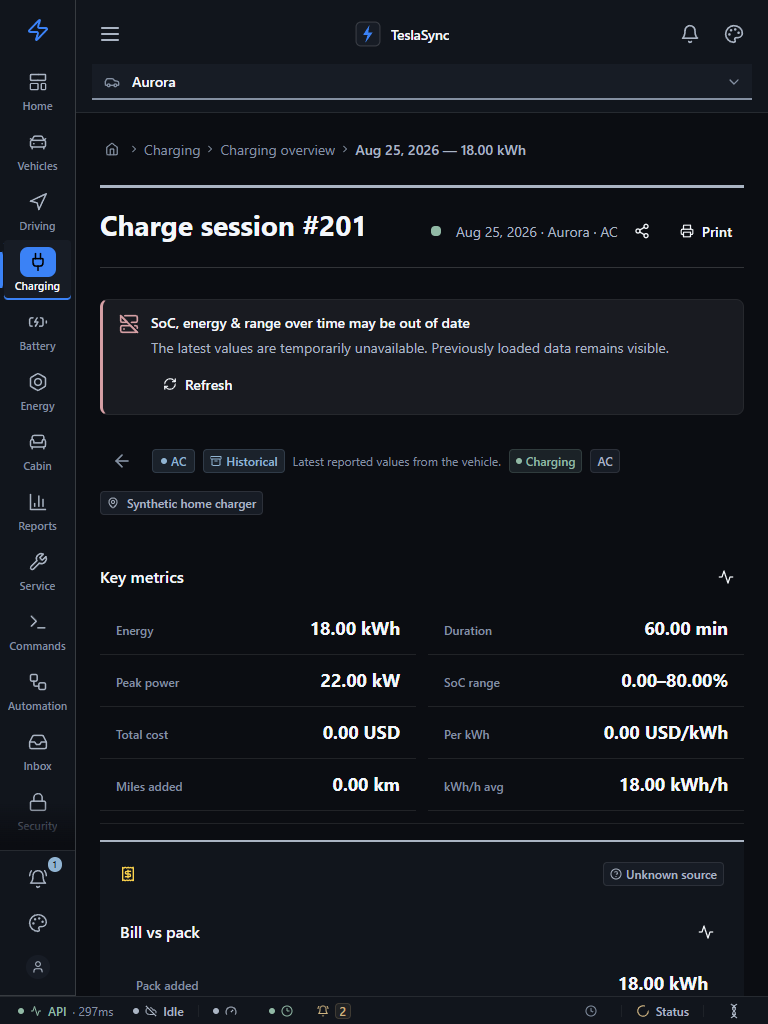 TeslaSync
Aurora
Home
Vehicles
Driving
Charging
Battery
Energy
Cabin
Reports
Service
Commands
Automation
Inbox
Security
1
Charging
Charging overview
Aug 25, 2026 — 18.00 kWh
Charge session #201
Aug 25, 2026 · Aurora · AC
Print
SoC, energy & range over time may be out of date
The latest values are temporarily unavailable. Previously loaded data remains visible.
Refresh
AC
Historical
Latest reported values from the vehicle.
Charging
AC
Synthetic home charger
Key metrics
Energy 18.00 kWh
Duration 60.00 min
Peak power 22.00 kW
SoC range 0.00–80.00%
Total cost 0.00 USD
Per kWh 0.00 USD/kWh
Miles added 0.00 km
kWh/h avg 18.00 kWh/h
Unknown source
Bill vs pack
Pack added 18.00 kWh
API · 297ms
Idle
2
Status